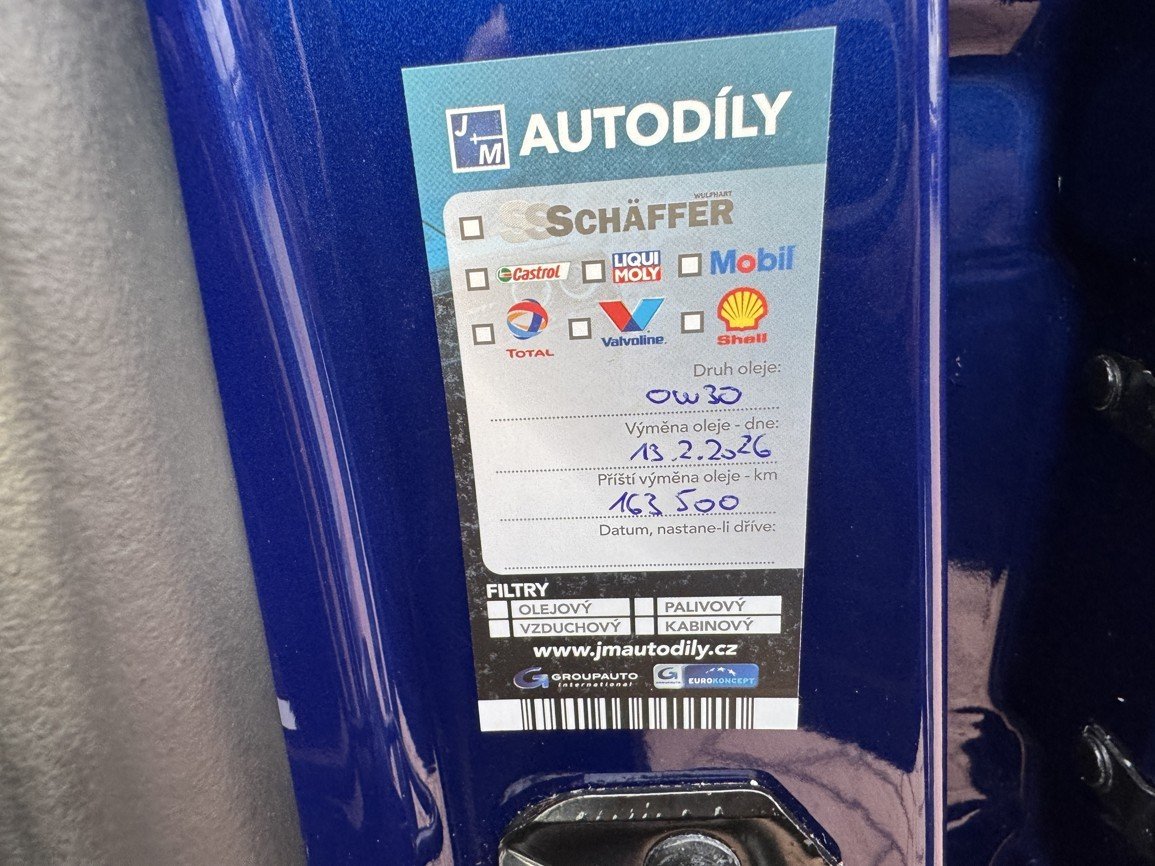 J M AUTODÍLY
WULFHART
SCHÄFFER
Castrol LIQUI MOLY Mobil
TOTAL Valvoline Shell
Druh oleje:
0W30
Výměna oleje - dne:
13.2.2026
Příští výměna oleje - km
163 500
Datum, nastane-li dříve:
FILTRY
OLEJOVÝ PALIVOVÝ
VZDUCHOVÝ KABINOVÝ
www.jmautodily.cz
G GROUPAUTO International G GROUPAUTO EUROKONCEPT